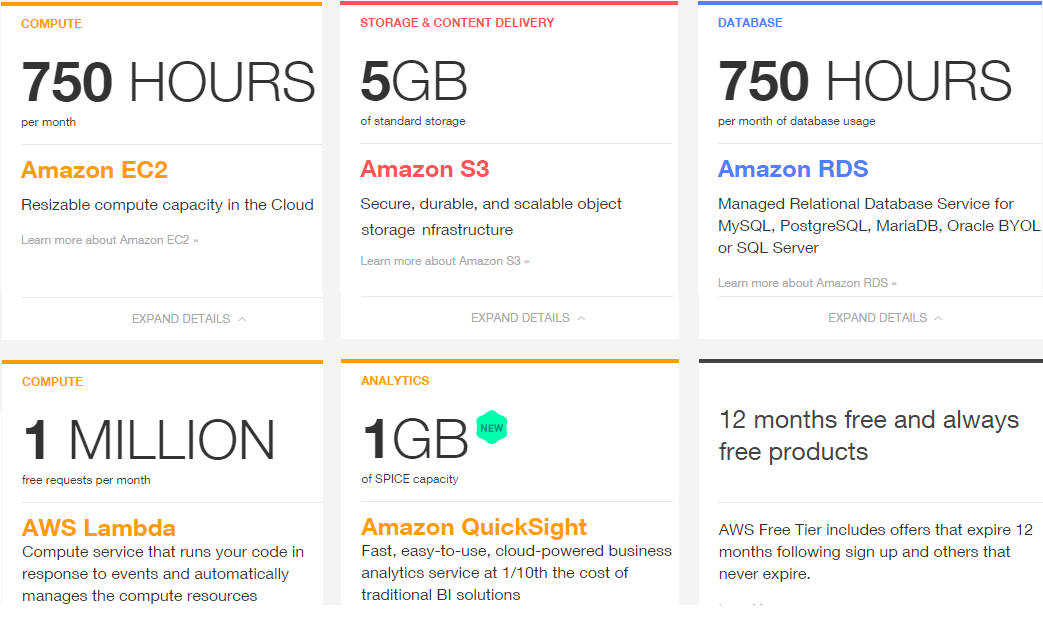 COMPUTE
750 HOURS
per month
Amazon EC2
Resizable compute capacity in the Cloud
Learn more about Amazon EC2 »
EXPAND DETAILS
STORAGE & CONTENT DELIVERY
5GB
of standard storage
Amazon S3
Secure, durable, and scalable object
storage nfrastructure
Learn more about Amazon S3 »
EXPAND DETAILS
DATABASE
750 HOURS
per month of database usage
Amazon RDS
Managed Relational Database Service for
MySQL, PostgreSQL, MariaDB, Oracle BYOL
or SQL Server
Learn more about Amazon RDS »
EXPAND DETAILS
COMPUTE
1 MILLION
free requests per month
AWS Lambda
Compute service that runs your code in
response to events and automatically
manages the compute resources
ANALYTICS
1GB NEW
of SPICE capacity
Amazon QuickSight
Fast, easy-to-use, cloud-powered business
analytics service at 1/10th the cost of
traditional BI solutions
12 months free and always
free products
AWS Free Tier includes offers that expire 12
months following sign up and others that
never expire.